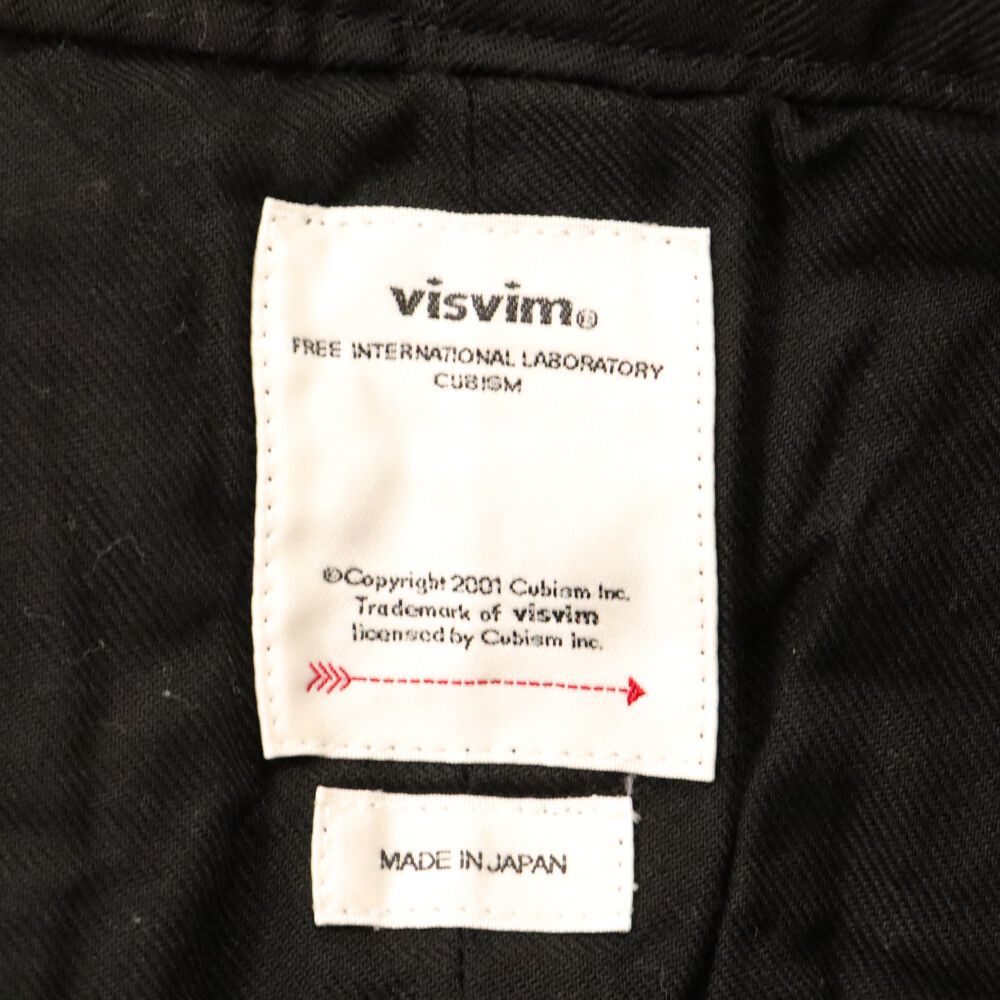 visvim®
FREE INTERNATIONAL LABORATORY
CUBISM
©Copyright 2001 Cubism Inc.
Trademark of visvim
licensed by Cubism Inc.
MADE IN JAPAN